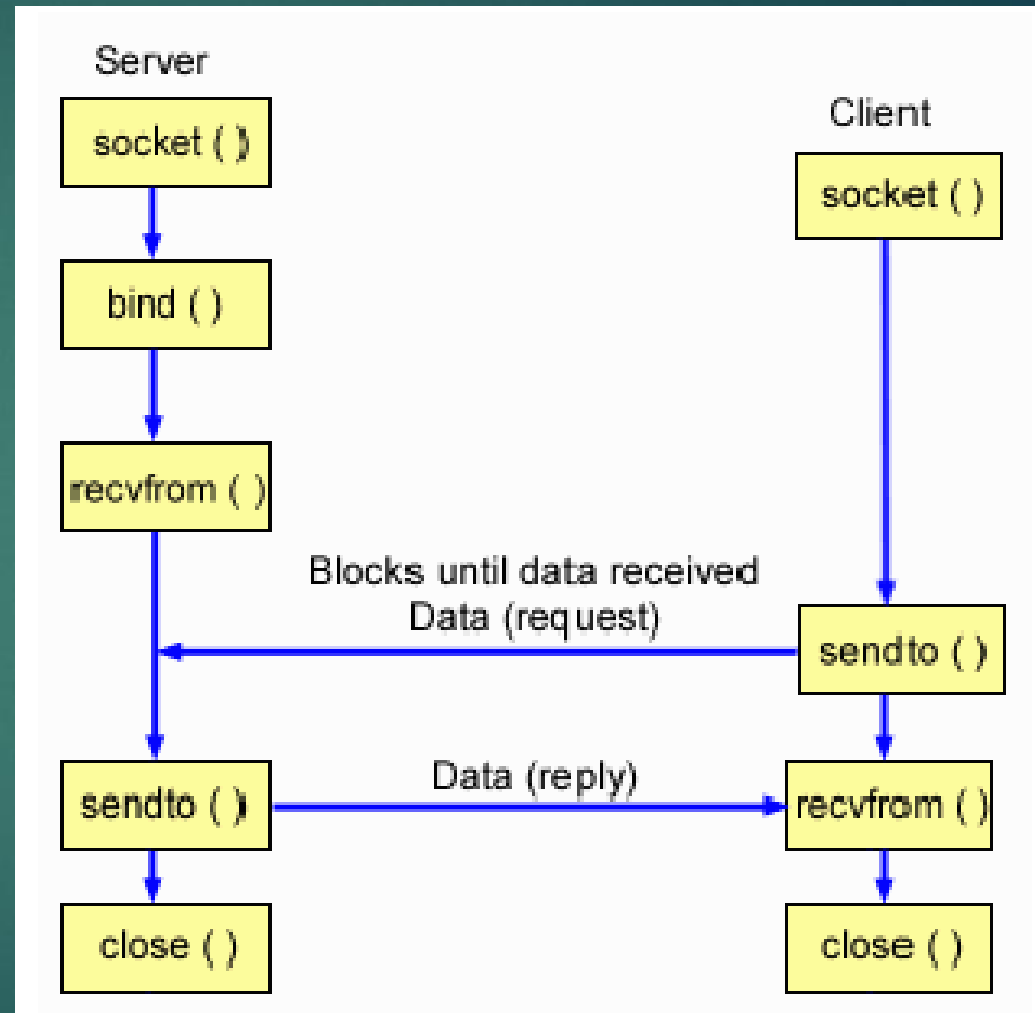 Server
socket ( )
bind ( )
recvfrom ( )
Client
socket ( )
Blocks until data received
Data (request)
sendto ( )
sendto ( )
Data (reply)
recvfrom ( )
close ( )
close ( )